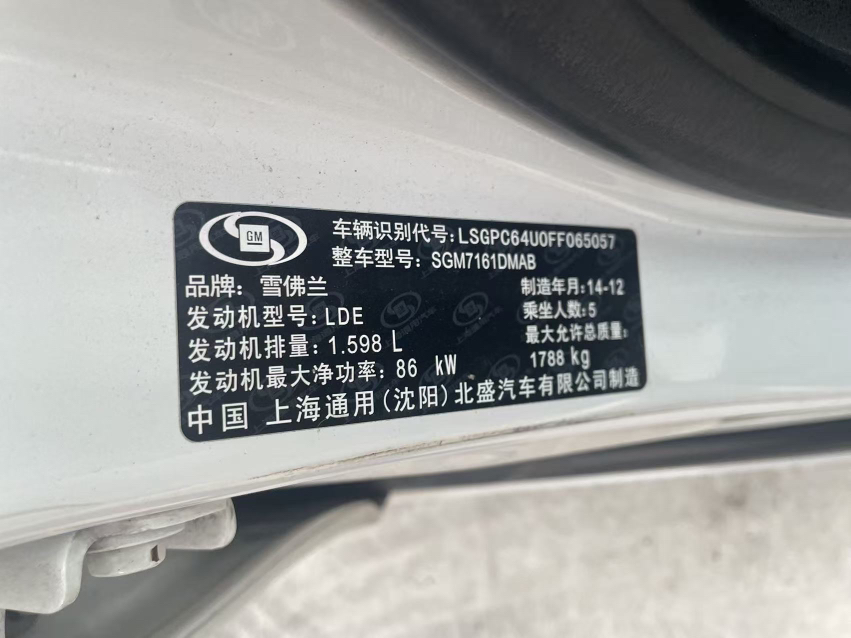 GM
车辆识别代号:LSGPC64U0FF065057
整车型号: SGM7161DMAB
品牌: 雪佛兰
制造年月:14-12
发动机型号: LDE
乘坐人数:5
发动机排量: 1.598 L
最大允许总质量:
1788 kg
发动机最大净功率: 86 kW
中国 上海通用(沈阳)北盛汽车有限公司制造